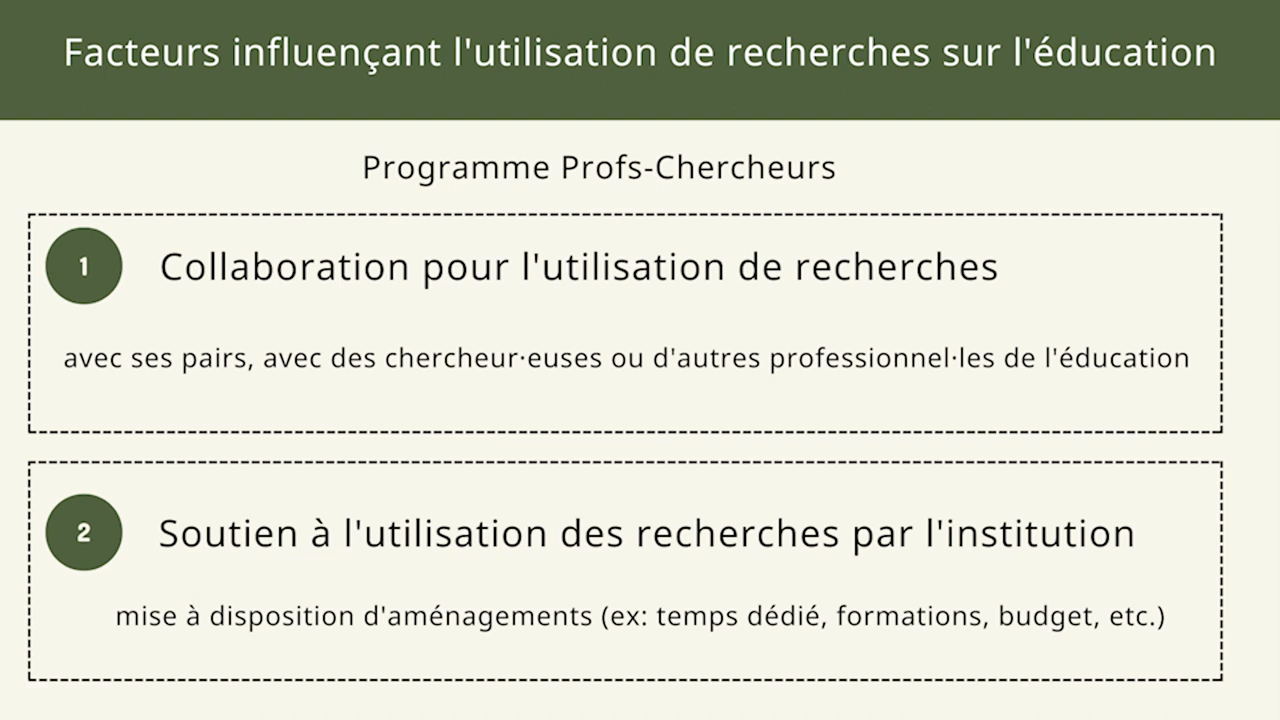 Facteurs influençant l'utilisation de recherches sur l'éducation
Programme Profs-Chercheurs
1
Collaboration pour l'utilisation de recherches
avec ses pairs, avec des chercheur·euses ou d'autres professionnel·les de l'éducation
2
Soutien à l'utilisation des recherches par l'institution
mise à disposition d'aménagements (ex: temps dédié, formations, budget, etc.)